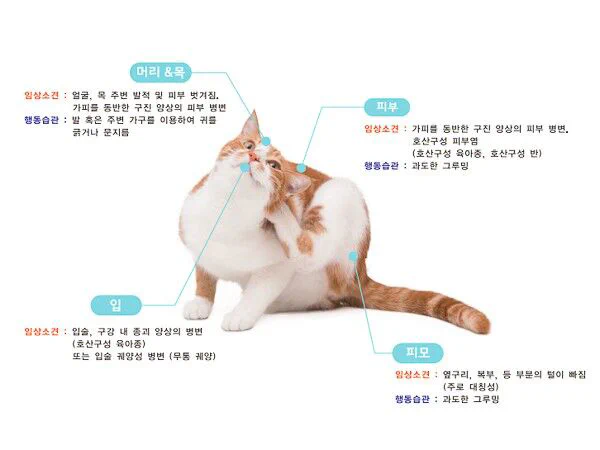 머리 &목
임상소견 : 얼굴, 목 주변 발적 및 피부 벗겨짐.
가피를 동반한 구진 양상의 피부 병변
행동습관 : 발 혹은 주변 가구를 이용하여 귀를
긁거나 문지름
피부
임상소견 : 가피를 동반한 구진 양상의 피부 병변.
호산구성 피부염
(호산구성 육아종, 호산구성 반)
행동습관 : 과도한 그루밍
입
임상소견 : 입술, 구강 내 종괴 양상의 병변
(호산구성 육아종)
또는 입술 궤양성 병변 (무통 궤양)
피모
임상소견 : 옆구리, 복부, 등 부문의 털이 빠짐
(주로 대칭성)
행동습관 : 과도한 그루밍